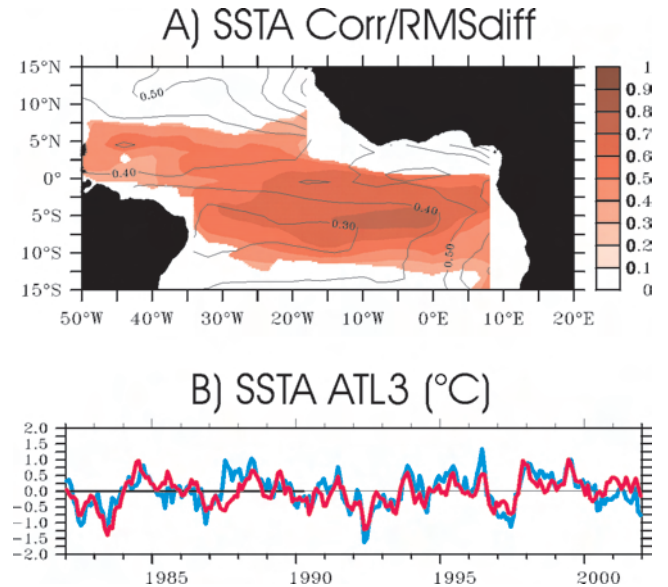 A) SSTA Corr/RMSdiff
15°N
10°N
5°N
0°
5°S
10°S
15°S
0.50
0.40
0.30
0.40
0.50
50°W 40°W 30°W 20°W 10°W 0°E 10°E 20°E
1
0.9
0.8
0.7
0.6
0.5
0.4
0.3
0.2
0.1
0
B) SSTA ATL3 (°C)
2.0
1.5
1.0
0.5
0.0
−0.5
−1.0
−1.5
−2.0
1985 1990 1995 2000